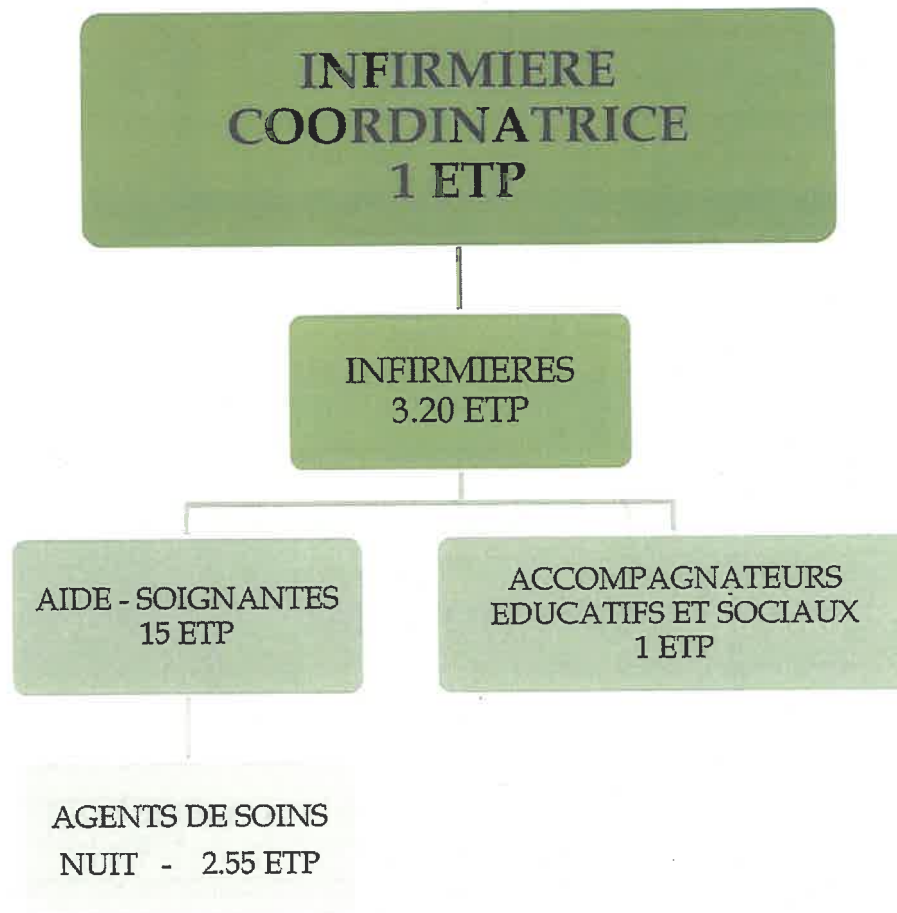 INFIRMIERE
COORDINATRICE
1 ETP
INFIRMIERES
3.20 ETP
AIDE - SOIGNANTES
15 ETP
ACCOMPAGNATEURS
EDUCATIFS ET SOCIAUX
1 ETP
AGENTS DE SOINS
NUIT - 2.55 ETP